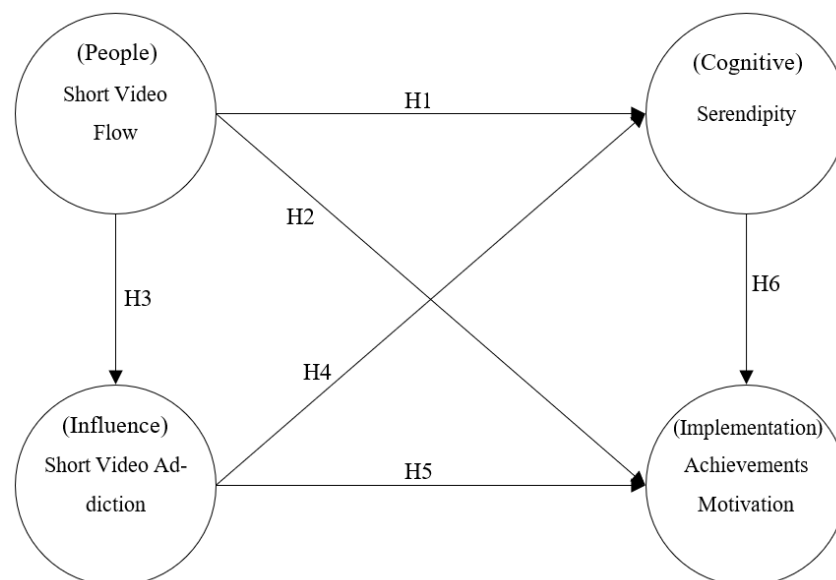 (People)
Short Video
Flow
H1
(Cognitive)
Serendipity
H2
H3
H6
H4
(Influence)
Short Video Ad-
diction
H5
(Implementation)
Achievements
Motivation